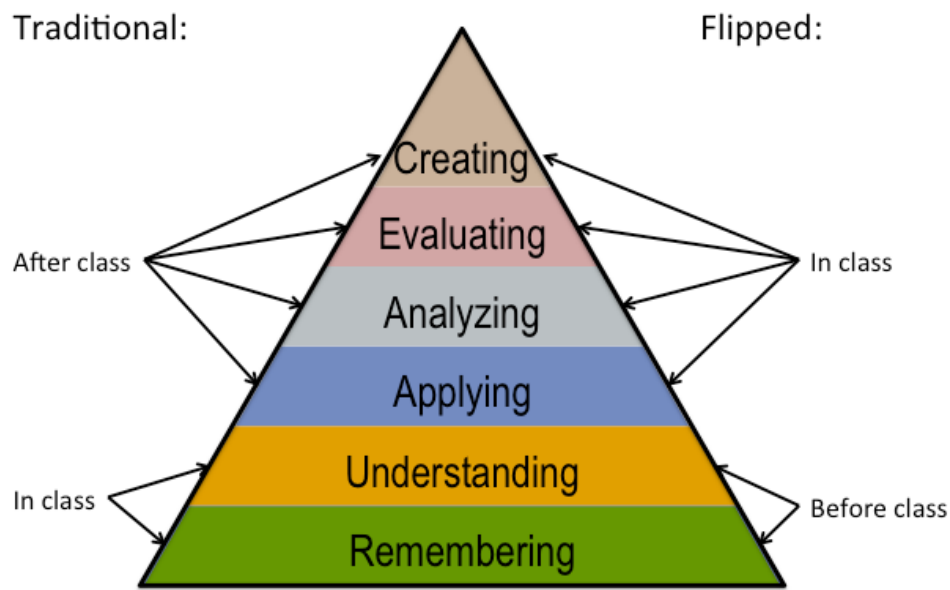 Traditional:
Flipped:
Creating
Evaluating
After class
In class
Analyzing
Applying
Understanding
In class
Before class
Remembering